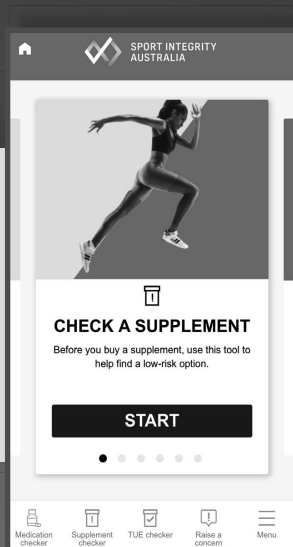 SPORT INTEGRITY
AUSTRALIA
CHECK A SUPPLEMENT
Before you buy a supplement, use this tool to
help find a low-risk option.
START
Medication
checker
Supplement
checker
TUE checker
Raise a
concern
Menu